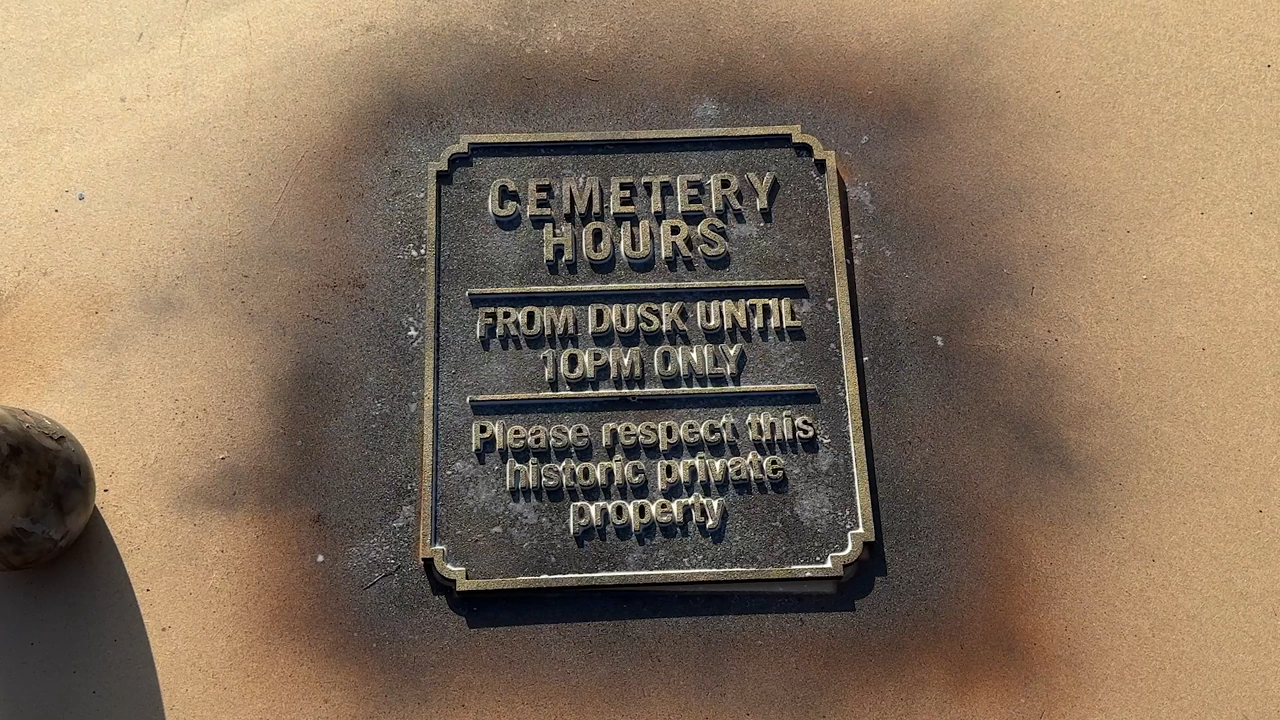 CEMETERY
HOURS
FROM DUSK UNTIL
10PM ONLY
Please respect this
historic private
property